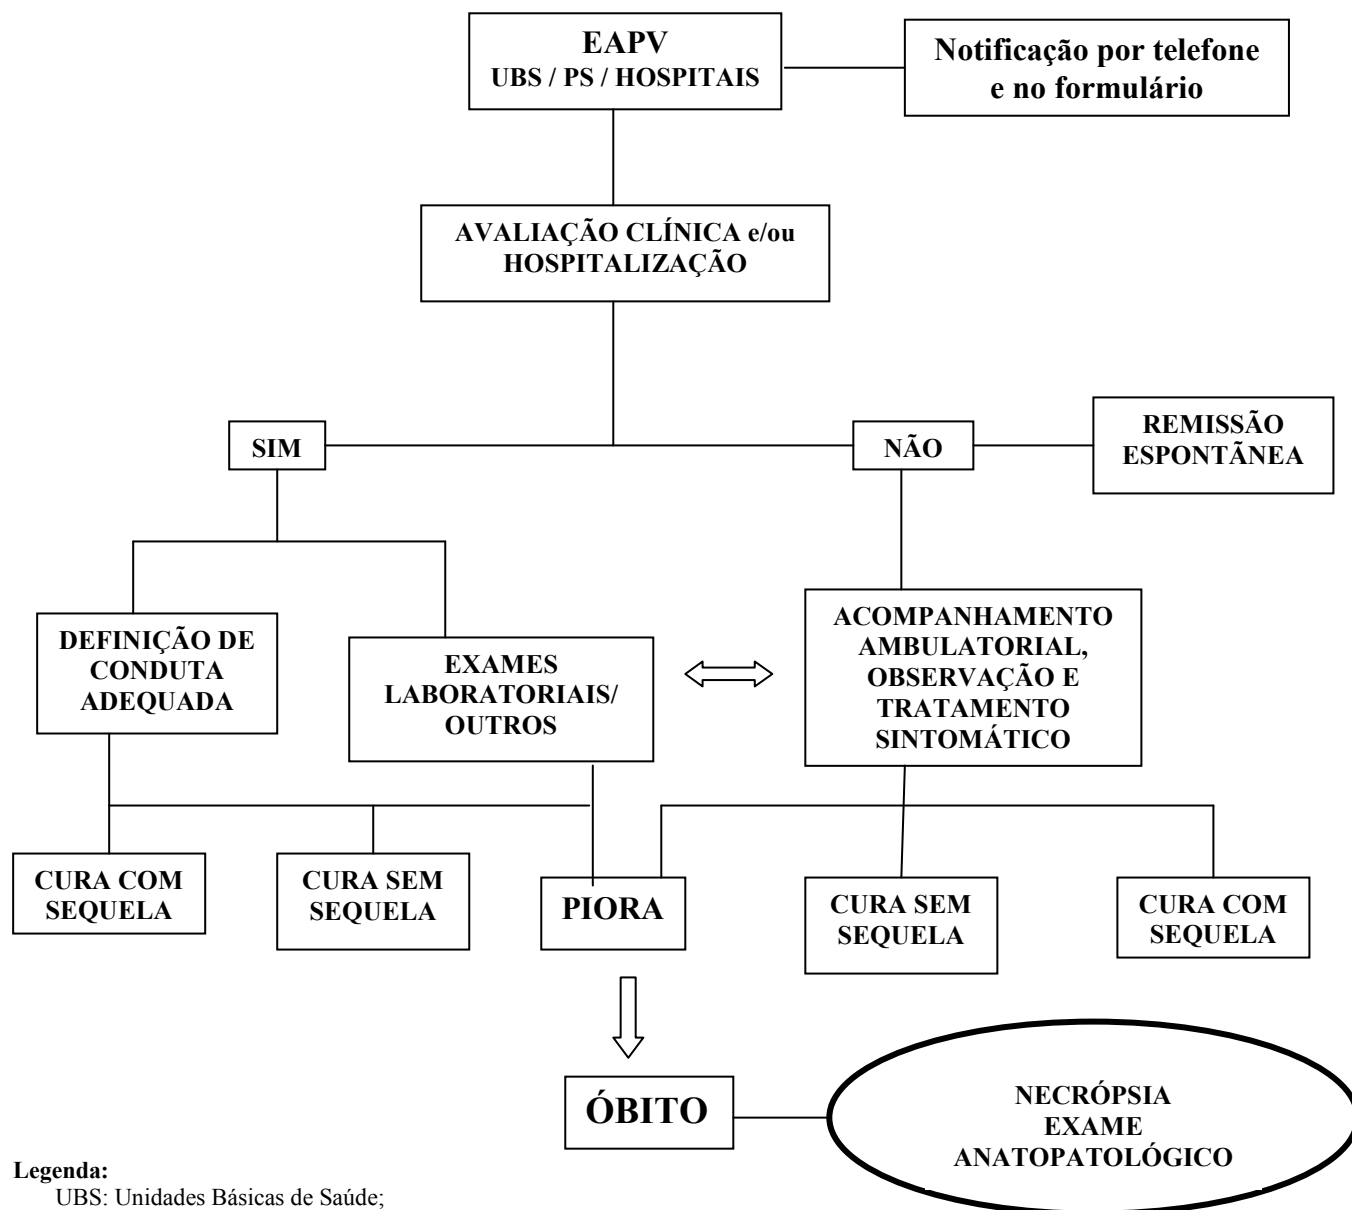 EAPV
UBS / PS / HOSPITAIS
Notificação por telefone
e no formulário
AVALIAÇÃO CLÍNICA e/ou
HOSPITALIZAÇÃO
SIM
NÃO
REMISSÃO
ESPONTÃNEA
DEFINIÇÃO DE
CONDUTA
ADEQUADA
EXAMES
LABORATORIAIS/
OUTROS
ACOMPANHAMENTO
AMBULATORIAL,
OBSERVAÇÃO E
TRATAMENTO
SINTOMÁTICO
CURA COM
SEQUELA
CURA SEM
SEQUELA
PIORA
CURA SEM
SEQUELA
CURA COM
SEQUELA
ÓBITO
NECRÓPSIA
EXAME
ANATOPATOLÓGICO
Legenda:
UBS: Unidades Básicas de Saúde;